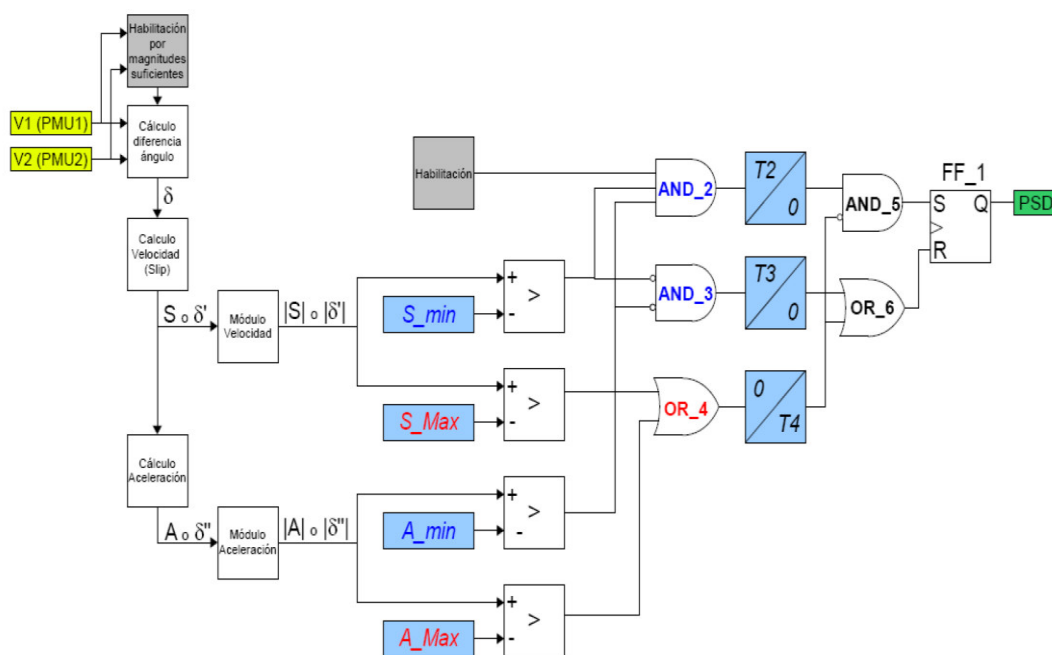 Habilitación
por
magnitudes
suficientes
V1 (PMU1)
V2 (PMU2)
Cálculo
diferencia
ángulo
δ
Calculo
Velocidad
(Slip)
S o δ'
Módulo
Velocidad
|S| o |δ'|
Cálculo
Aceleración
A o δ"
Módulo
Aceleración
|A| o |δ"|
Habilitación
S_min
+
-
>
S_Max
+
-
>
A_min
+
-
>
A_Max
+
-
>
AND_2
AND_3
OR_4
T2
0
T3
0
0
T4
AND_5
OR_6
FF_1
S Q
R
PSD